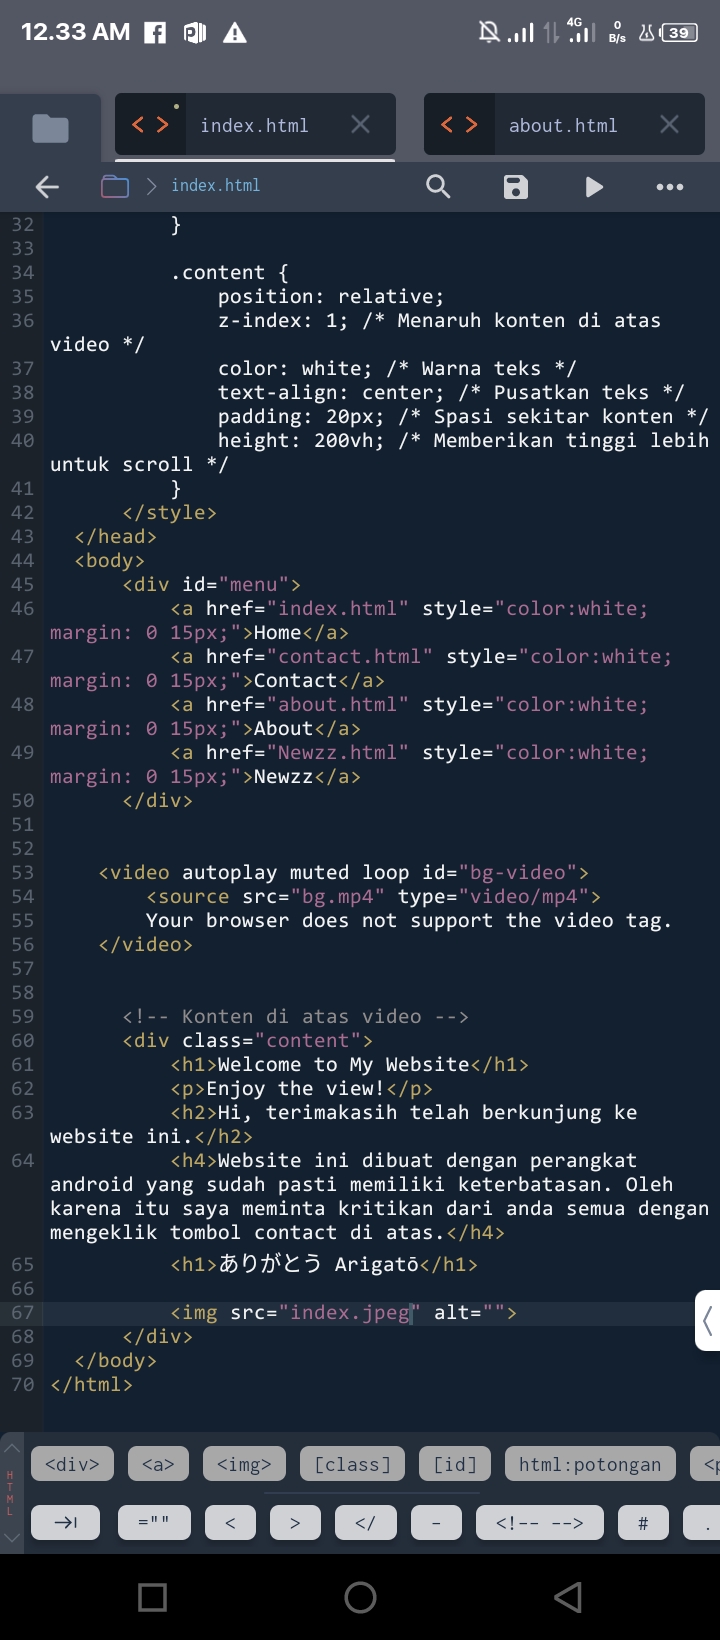 12.33 AM 4G 0 B/s 39
< > index.html < > about.html
index.html
32 }
33
34 .content {
35 position: relative;
36 z-index: 1; /* Menaruh konten di atas
video */
37 color: white; /* Warna teks */
38 text-align: center; /* Pusatkan teks */
39 padding: 20px; /* Spasi sekitar konten */
40 height: 200vh; /* Memberikan tinggi lebih
untuk scroll */
41 }
42 </style>
43 </head>
44 <body>
45 <div id="menu">
46 <a href="index.html" style="color:white;
margin: 0 15px;">Home</a>
47 <a href="contact.html" style="color:white;
margin: 0 15px;">Contact</a>
48 <a href="about.html" style="color:white;
margin: 0 15px;">About</a>
49 <a href="Newzz.html" style="color:white;
margin: 0 15px;">Newzz</a>
50 </div>
51
52
53 <video autoplay muted loop id="bg-video">
54 <source src="bg.mp4" type="video/mp4">
55 Your browser does not support the video tag.
56 </video>
57
58
59 <!-- Konten di atas video -->
60 <div class="content">
61 <h1>Welcome to My Website</h1>
62 <p>Enjoy the view!</p>
63 <h2>Hi, terimakasih telah berkunjung ke
website ini.</h2>
64 <h4>Website ini dibuat dengan perangkat
android yang sudah pasti memiliki keterbatasan. Oleh
karena itu saya meminta kritikan dari anda semua dengan
mengeklik tombol contact di atas.</h4>
65 <h1>ありがとう Arigatō</h1>
66
67 <img src="index.jpeg" alt="">
68 </div>
69 </body>
70 </html>
HTML
<div> <a> <img> [class] [id] html:potongan <p
="" < > </ - <!-- --> # .